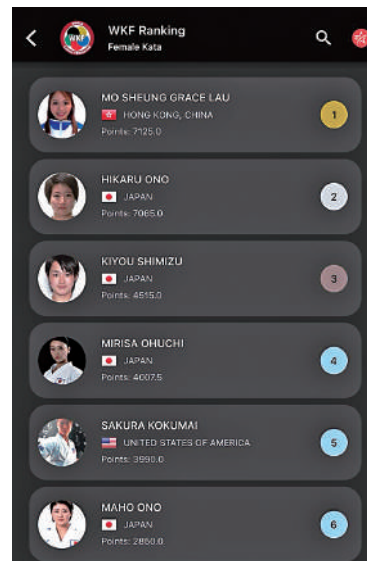 WKF
WKF Ranking
Female Kata
MO SHEUNG GRACE LAU
HONG KONG, CHINA
Points: 7125.0
1
HIKARU ONO
JAPAN
Points: 7065.0
2
KIYOU SHIMIZU
JAPAN
Points: 4515.0
3
MIRISA OHUCHI
JAPAN
Points: 4007.5
4
SAKURA KOKUMAI
UNITED STATES OF AMERICA
Points: 3990.0
5
MAHO ONO
JAPAN
Points: 2850.0
6